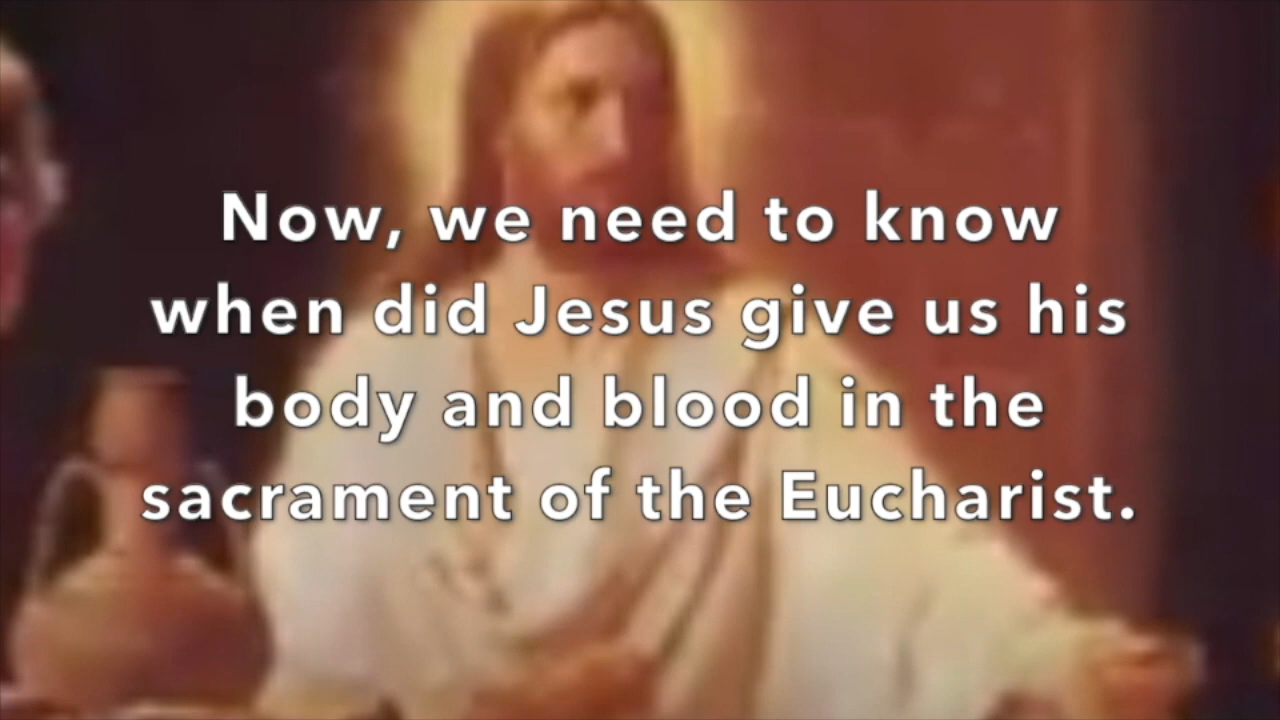 Now, we need to know
when did Jesus give us his
body and blood in the
sacrament of the Eucharist.